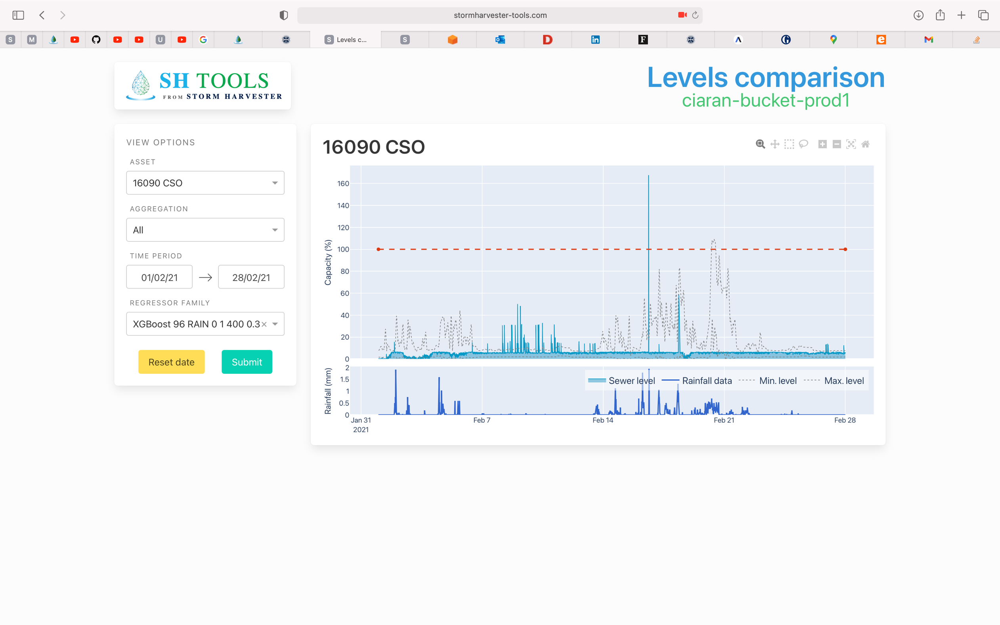 stormharvester-tools.com
S M U S Levels c... S
SH TOOLS
FROM STORM HARVESTER
Levels comparison
ciaran-bucket-prod1
VIEW OPTIONS
ASSET
16090 CSO
AGGREGATION
All
TIME PERIOD
01/02/21 → 28/02/21
REGRESSOR FAMILY
XGBoost 96 RAIN 0 1 400 0.3 ×
Reset date
Submit
16090 CSO
Capacity (%)
160
140
120
100
80
60
40
20
0
Rainfall (mm)
2
1.5
1
0.5
0
Sewer level Rainfall data Min. level Max. level
Jan 31 Feb 7 Feb 14 Feb 21 Feb 28
2021